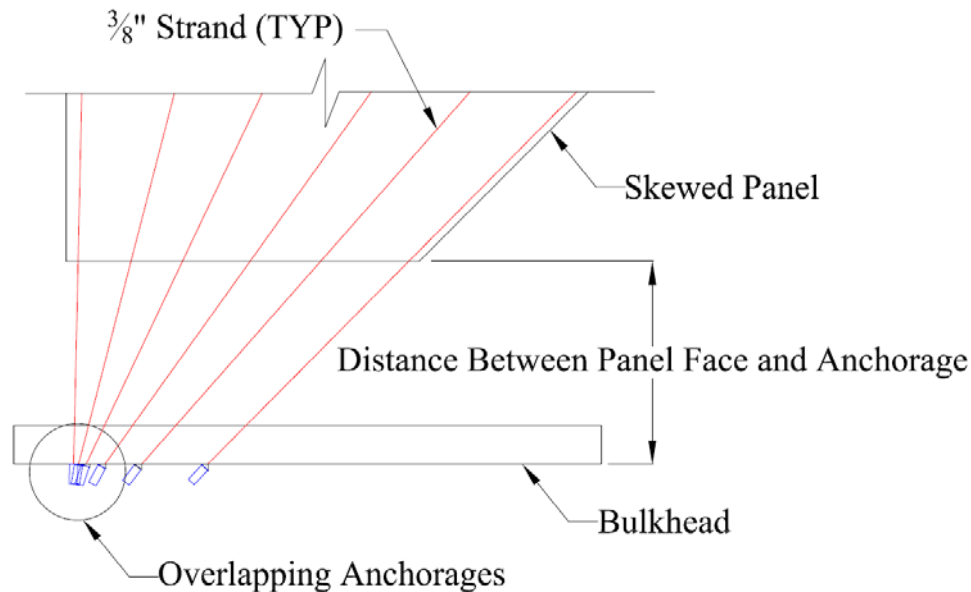 ⅜" Strand (TYP)
Skewed Panel
Distance Between Panel Face and Anchorage
Bulkhead
Overlapping Anchorages